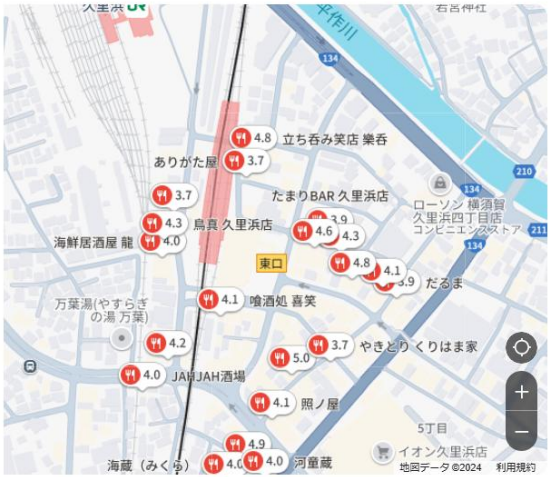 久里浜 JR
平作川
若宮神社
134
134
210
4.8 立ち呑み笑店 樂呑
ありがた屋 3.7
たまりBAR 久里浜店
ローソン 横須賀
久里浜四丁目店
コンビニエンスストア
3.7
4.3 鳥真 久里浜店
3.9
4.6
4.3
211
134
海鮮居酒屋 龍 4.0
東口
4.8
4.1
3.9 だるま
万葉湯(やすらぎ
の湯 万葉)
4.1 喰酒処 喜笑
4.2
3.7 やきとり くりはま家
5.0
4.0 JAHJAH酒場
4.1 照ノ屋
5丁目
4.9
イオン久里浜店
海蔵（みくら） 4.0
4.0 河童蔵
地図データ ©2024 利用規約